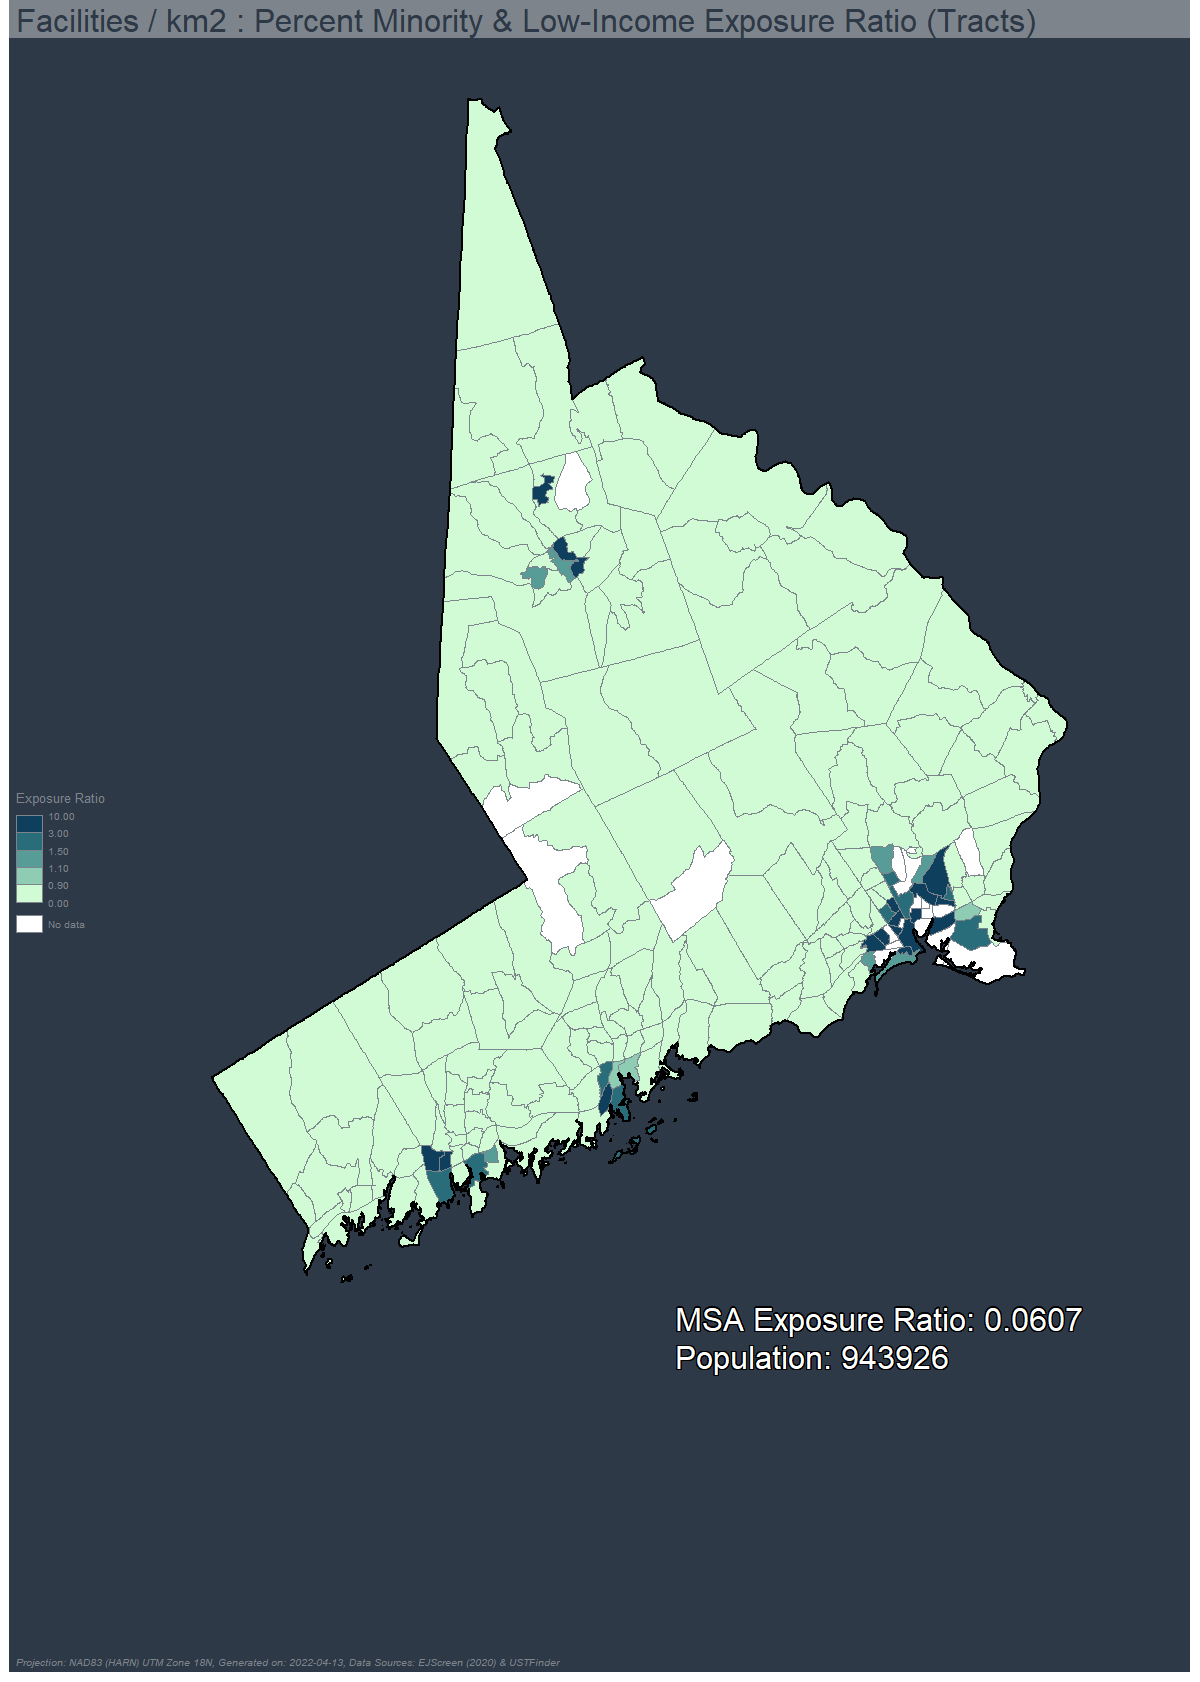 Facilities / km2 : Percent Minority & Low-Income Exposure Ratio (Tracts)
Exposure Ratio
10.00
3.00
1.50
1.10
0.90
0.00
No data
MSA Exposure Ratio: 0.0607
Population: 943926
Projection: NAD83 (HARN) UTM Zone 18N, Generated on: 2022-04-13, Data Sources: EJScreen (2020) & USTFinder